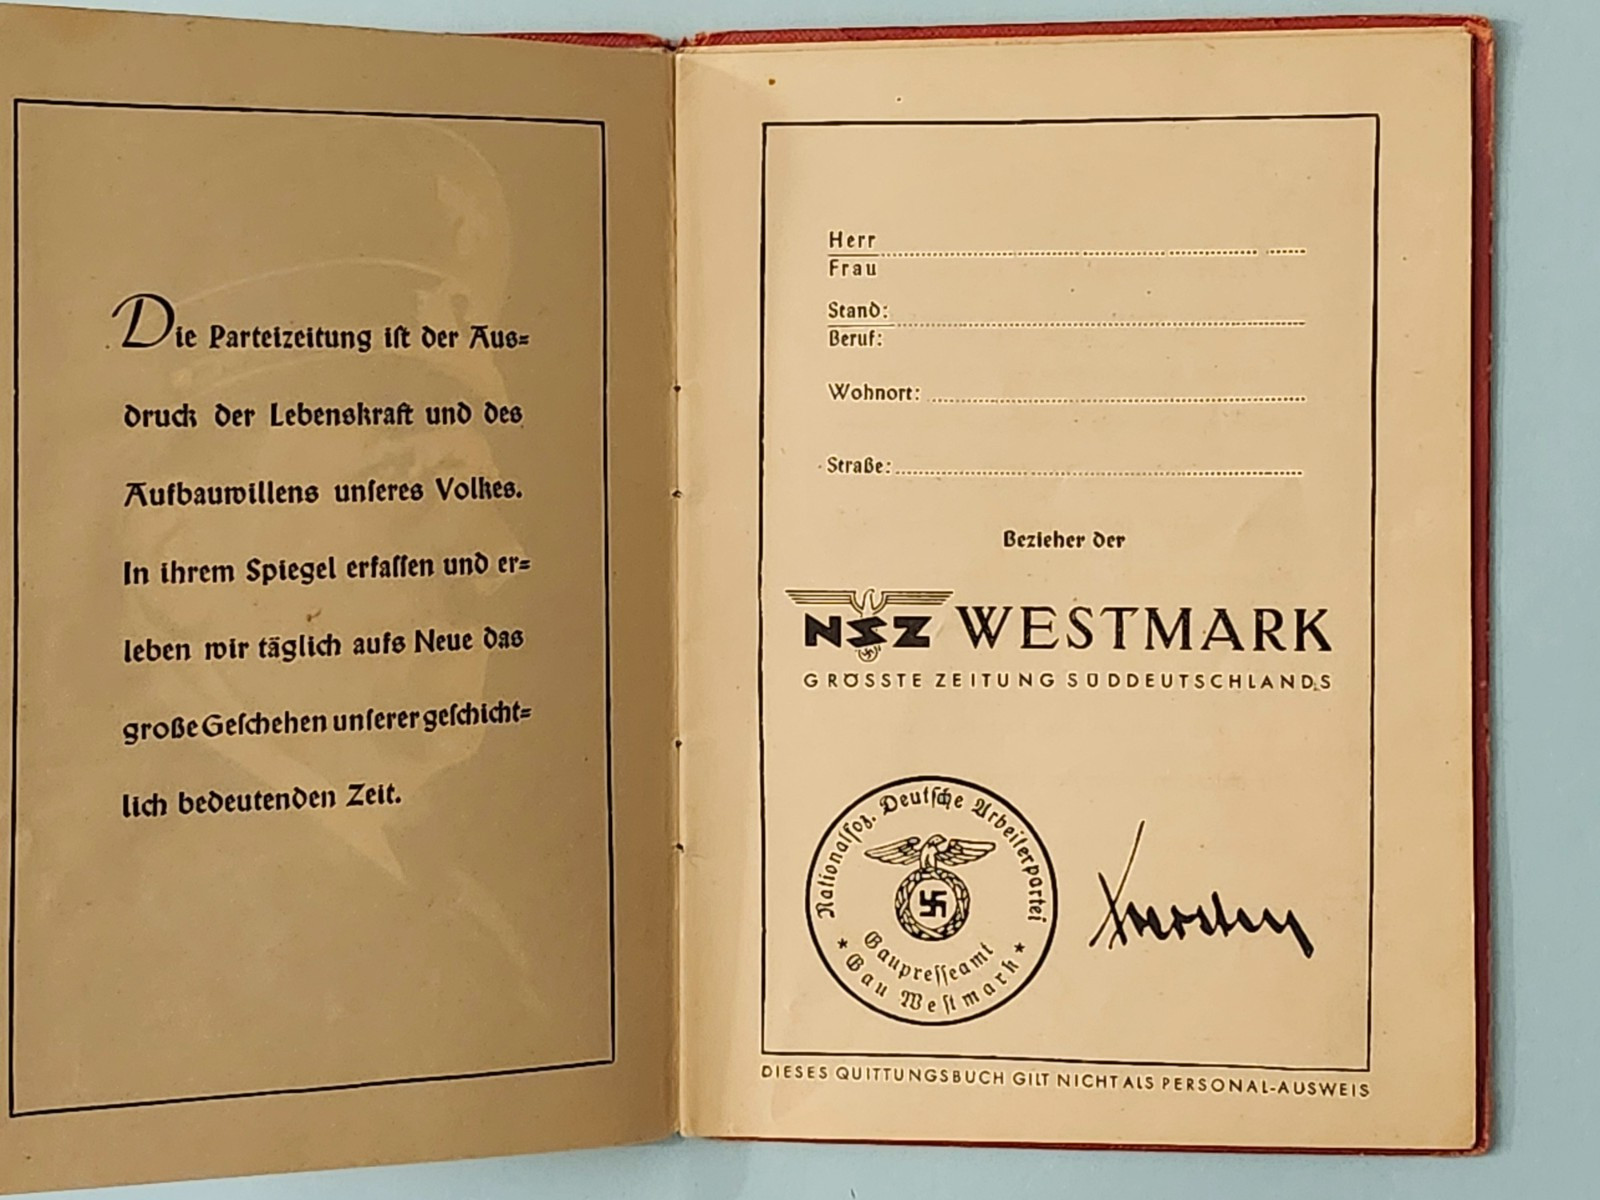 Die Parteizeitung ist der Aus=
druck der Lebenskraft und des
Aufbauwillens unseres Volkes.
In ihrem Spiegel erfassen und er=
leben wir täglich aufs Neue das
große Geschehen unserer geschicht=
lich bedeutenden Zeit.
Herr
Frau
Stand:
Beruf:
Wohnort:
Straße:
Bezieher der
NSZ WESTMARK
GRÖSSTE ZEITUNG SÜDDEUTSCHLANDS
Nationalsoz. Deutsche Arbeiterpartei
Gaupresseamt
* Gau Westmark *
DIESES QUITTUNGSBUCH GILT NICHT ALS PERSONAL-AUSWEIS